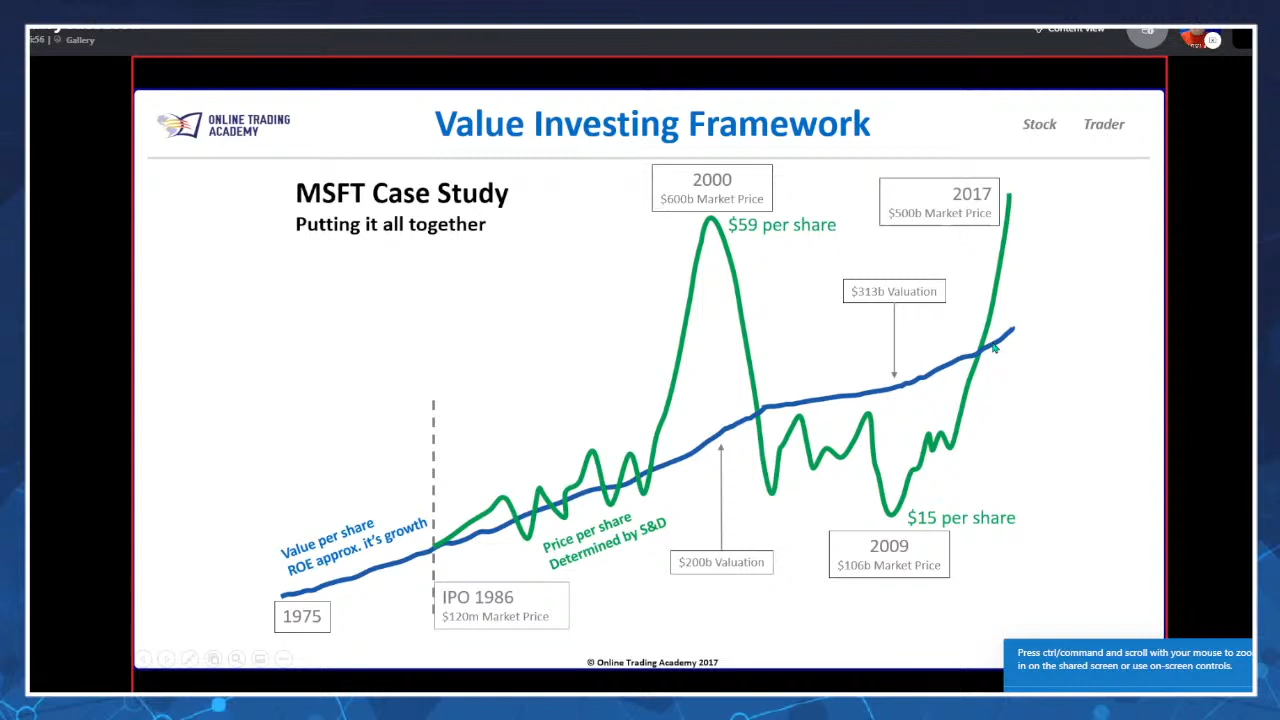 :56 | Gallery
Content view
ONLINE TRADING
ACADEMY
Value Investing Framework
Stock Trader
MSFT Case Study
Putting it all together
2000
$600b Market Price
$59 per share
2017
$500b Market Price
$313b Valuation
Value per share
ROE approx. it's growth
Price per share
Determined by S&D
$200b Valuation
$15 per share
2009
$106b Market Price
1975
IPO 1986
$120m Market Price
© Online Trading Academy 2017
Press ctrl/command and scroll with your mouse to zoo
in on the shared screen or use on-screen controls.